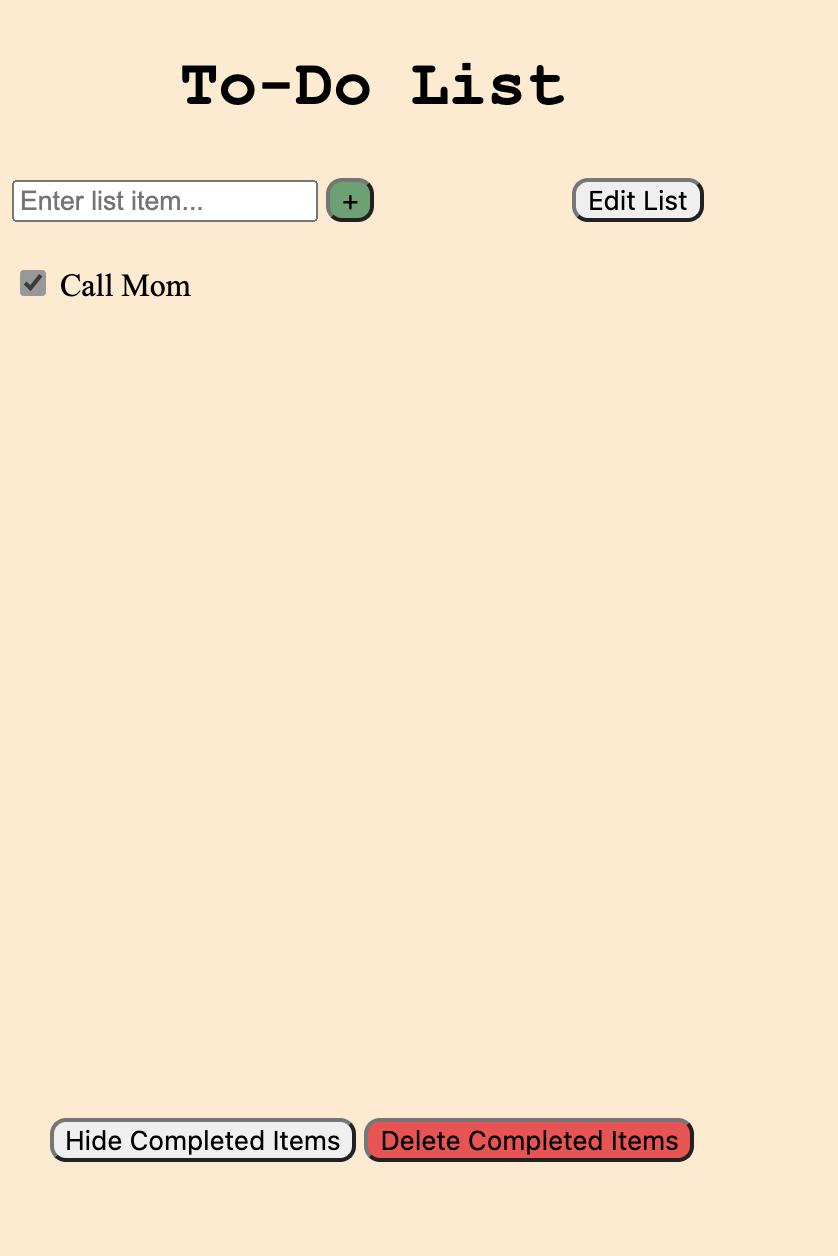 To-Do List
Enter list item... + Edit List
Call Mom
Hide Completed Items Delete Completed Items